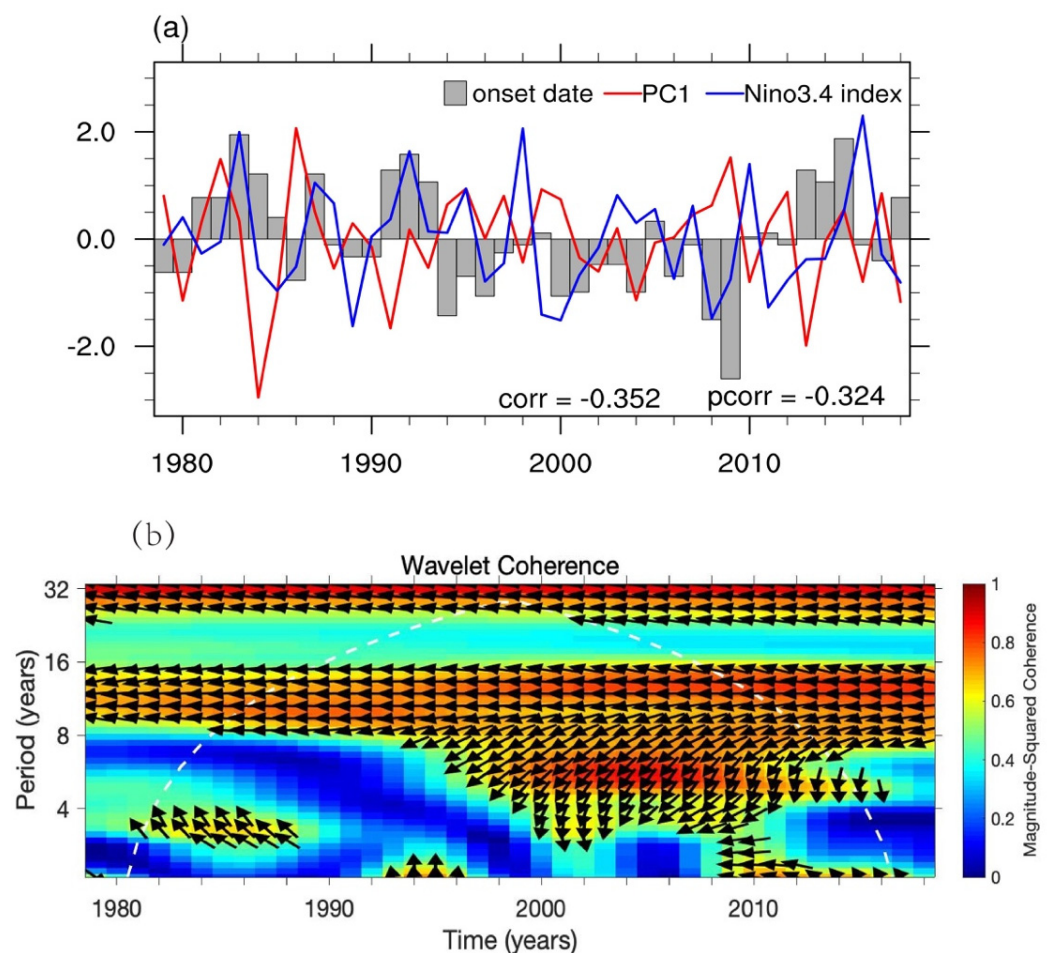 (a)
onset date PC1 Nino3.4 index
2.0
0.0
-2.0
corr = -0.352 pcorr = -0.324
1980 1990 2000 2010
(b)
Wavelet Coherence
32
16
8
4
Period (years)
1980 1990 2000 2010
Time (years)
1
0.8
0.6
0.4
0.2
0
Magnitude-Squared Coherence